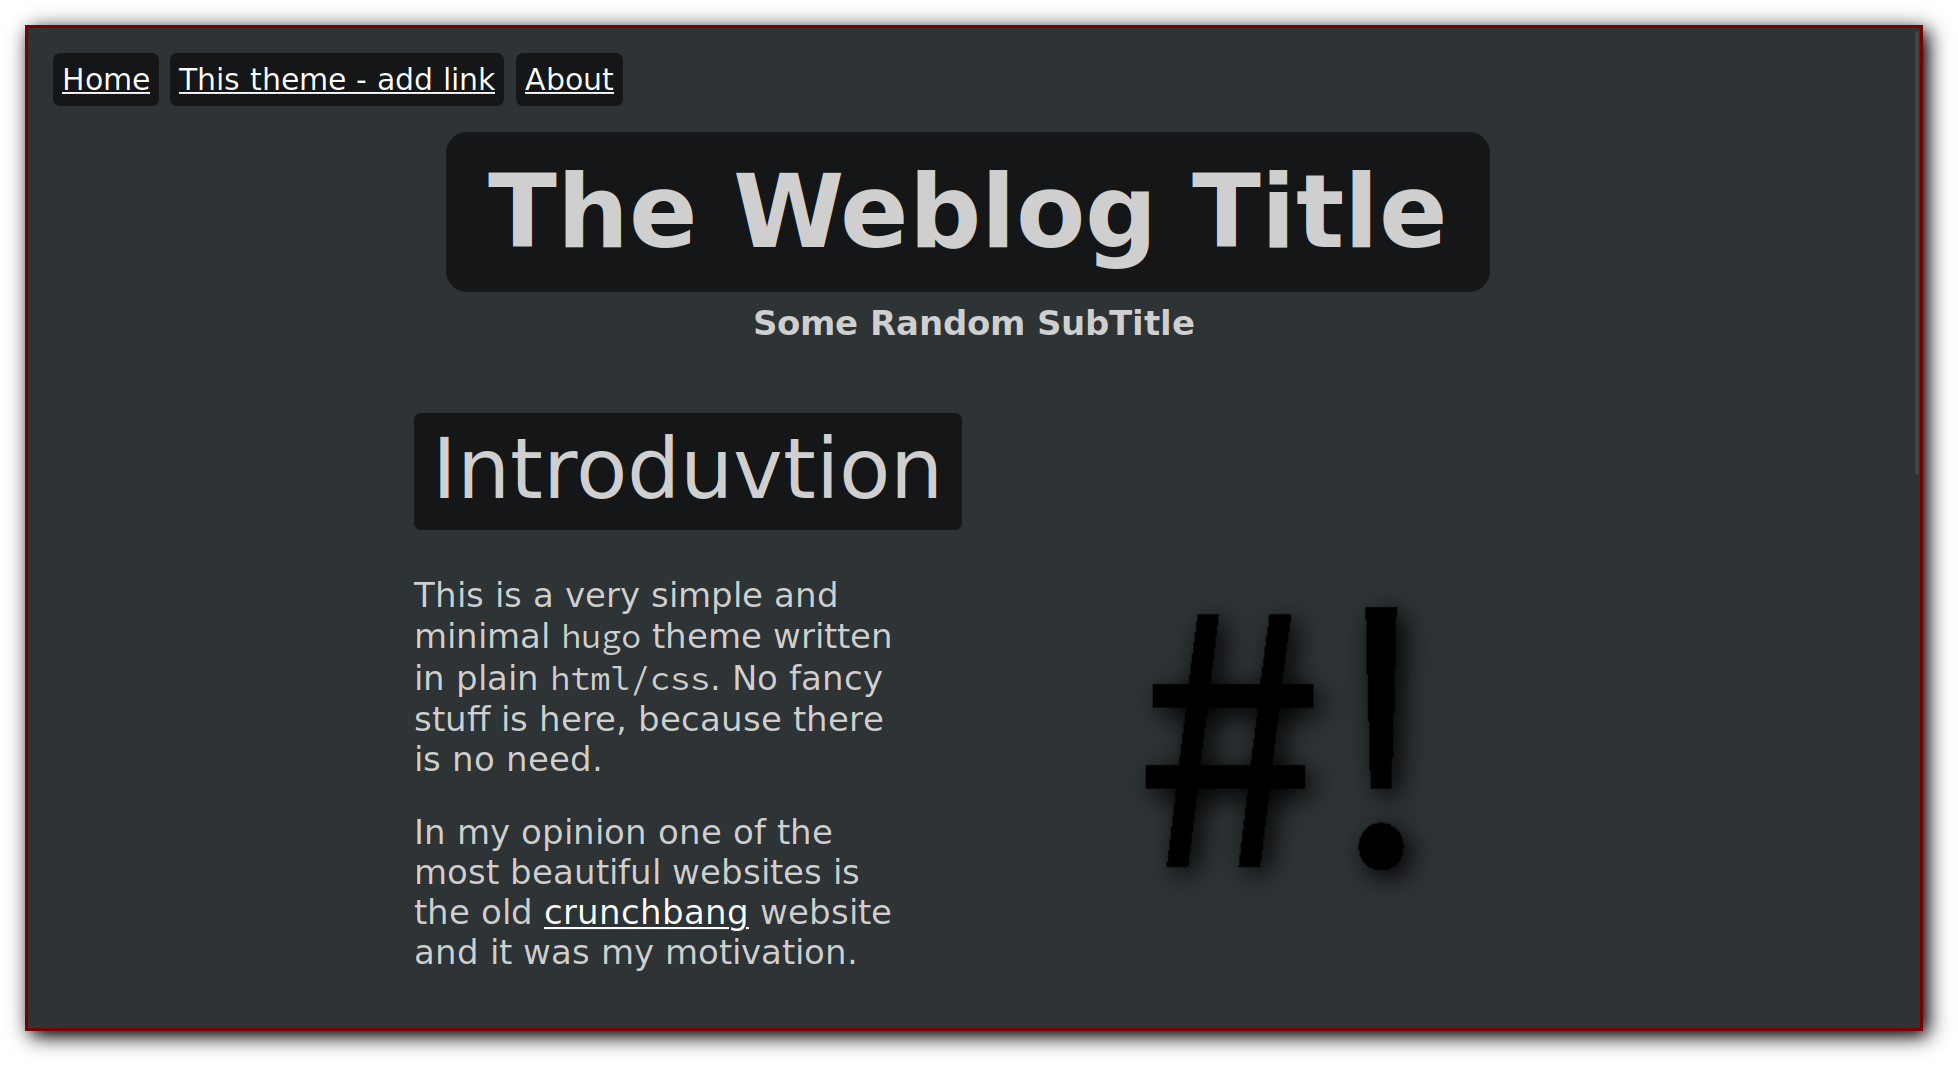 Home This theme - add link About
The Weblog Title
Some Random SubTitle
Introduvtion
This is a very simple and
minimal hugo theme written
in plain html/css. No fancy
stuff is here, because there
is no need.
#!
In my opinion one of the
most beautiful websites is
the old crunchbang website
and it was my motivation.